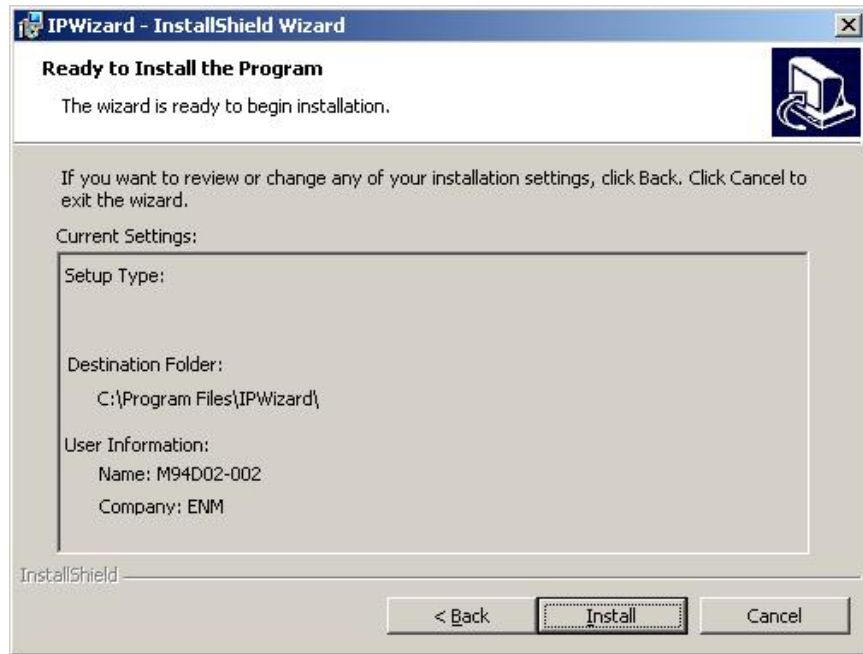 IPWizard - InstallShield Wizard
Ready to Install the Program
The wizard is ready to begin installation.
If you want to review or change any of your installation settings, click Back. Click Cancel to
exit the wizard.
Current Settings:
Setup Type:
Destination Folder:
C:\Program Files\IPWizard\
User Information:
Name: M94D02-002
Company: ENM
InstallShield
< Back
Install
Cancel